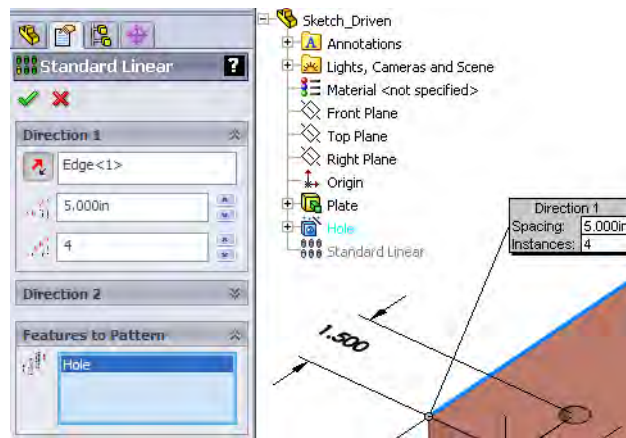 Standard Linear ?
Direction 1
Edge<1>
5.000in
4
Direction 2
Features to Pattern
Hole
Sketch_Driven
A Annotations
Lights, Cameras and Scene
Material <not specified>
Front Plane
Top Plane
Right Plane
Origin
Plate
Hole
Standard Linear
Direction 1
Spacing: 5.000in
Instances: 4
1.500